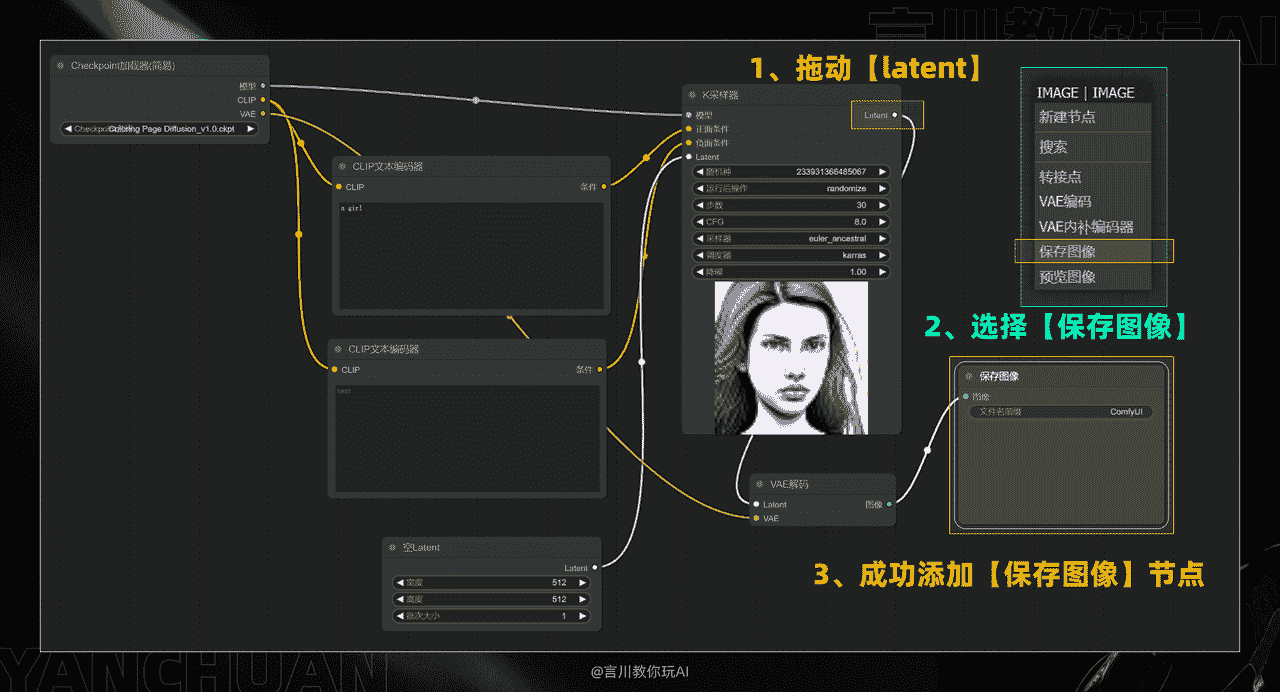 言川教你玩AI
1、拖动【latent】
Checkpoint加载器(简易)
模型
CLIP
VAE
Coloring Page Diffusion_v1.0.ckpt
CLIP文本编码器
CLIP
条件
a girl
CLIP文本编码器
CLIP
条件
text
空Latent
Latent
宽度 512
高度 512
批次大小 1
K采样器
模型
Latent
正面条件
负面条件
Latent
随机种 233931366485067
运行后操作 randomize
步数 30
CFG 8.0
采样器 euler_ancestral
调度器 karras
降噪 1.00
VAE解码
Latent
图像
VAE
IMAGE | IMAGE
新建节点
搜索
转接点
VAE编码
VAE内补编码器
保存图像
预览图像
2、选择【保存图像】
保存图像
图像
文件名前缀 ComfyUI
3、成功添加【保存图像】节点
YANCHUAN
@言川教你玩AI